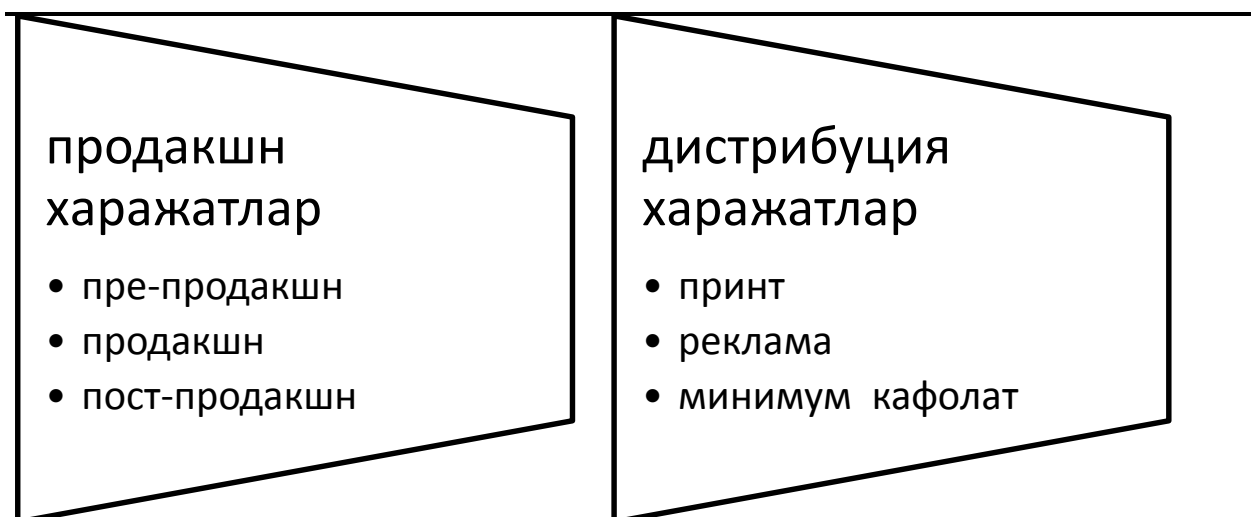 продакшн
харажатлар
• пре-продакшн
• продакшн
• пост-продакшн
дистрибуция
харажатлар
• принт
• реклама
• минимум кафолат